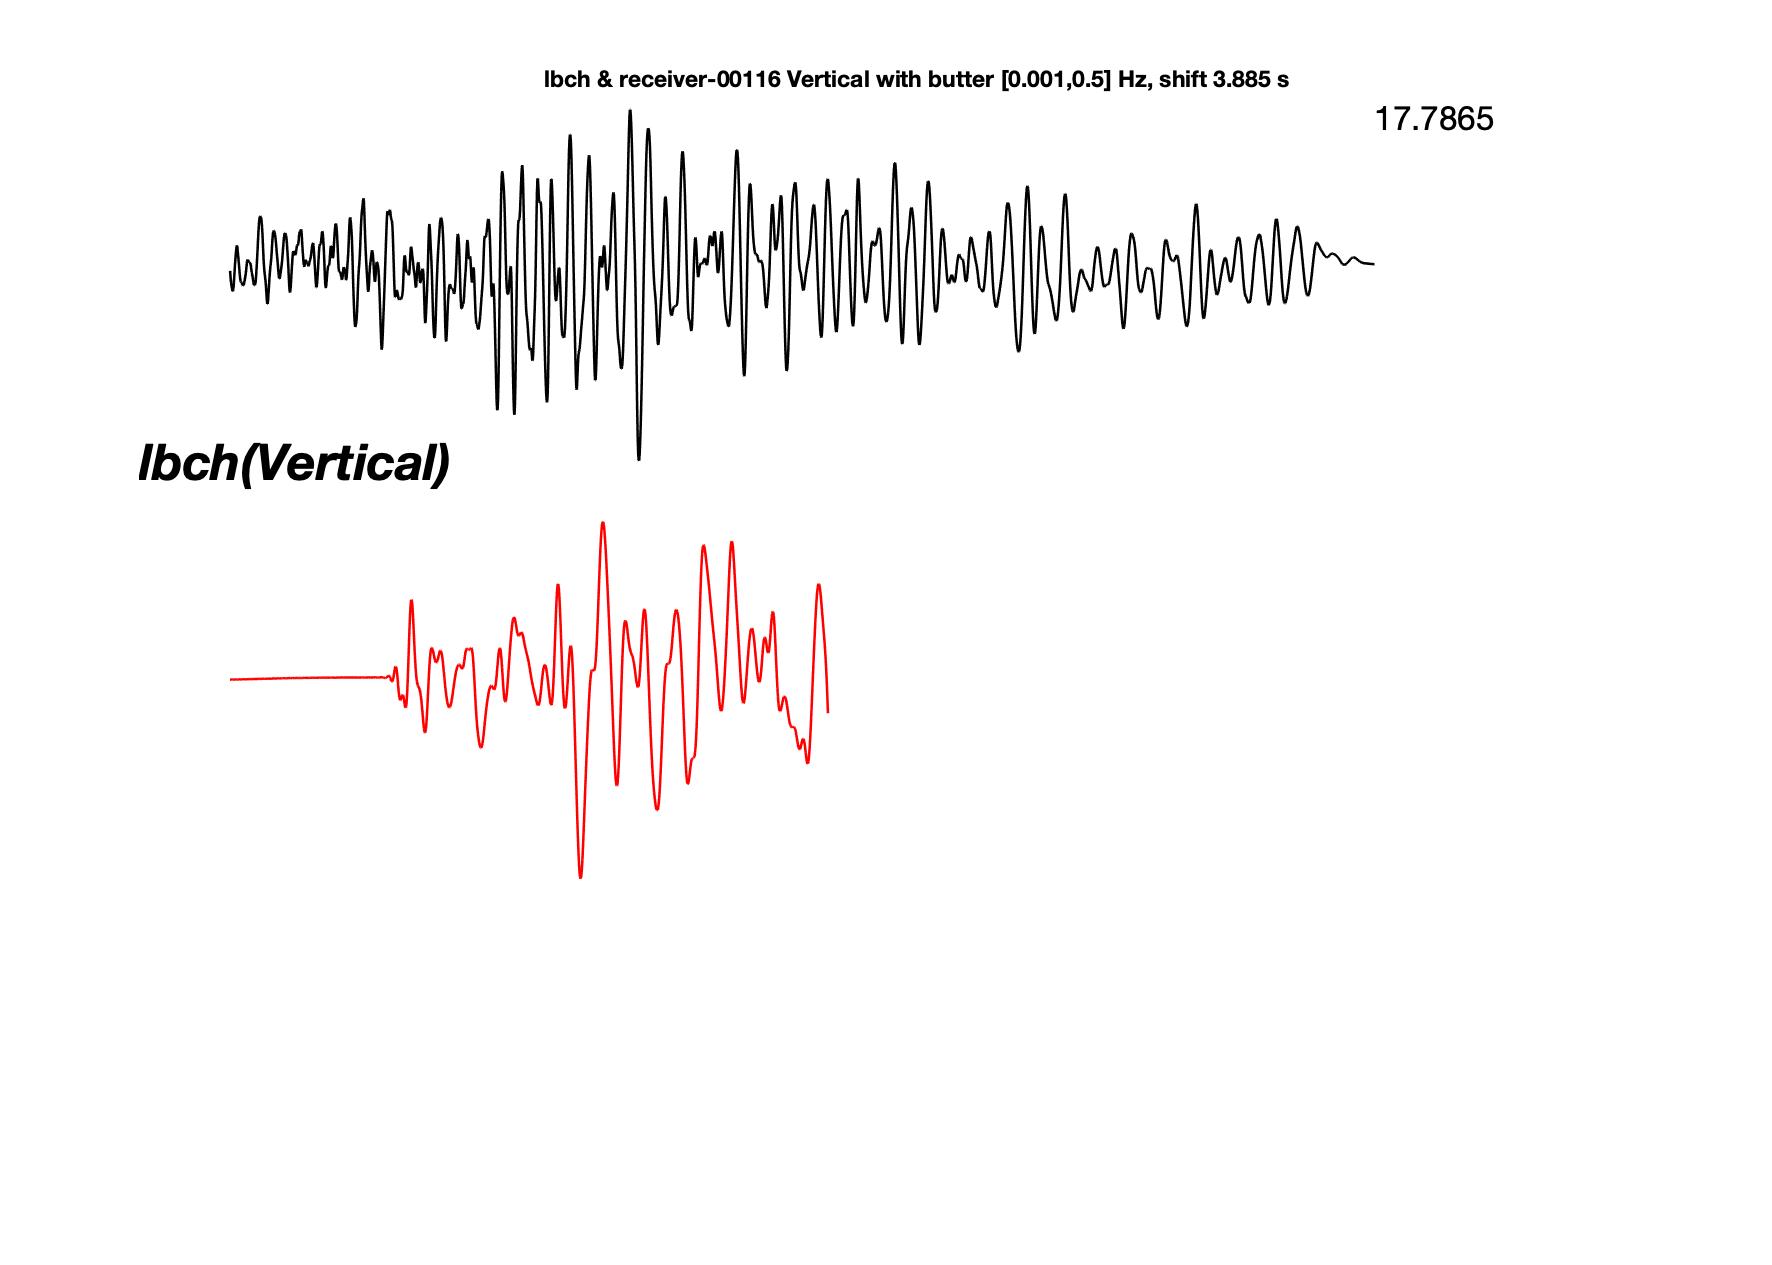 lbch & receiver-00116 Vertical with butter [0.001,0.5] Hz, shift 3.885 s
17.7865
lbch(Vertical)